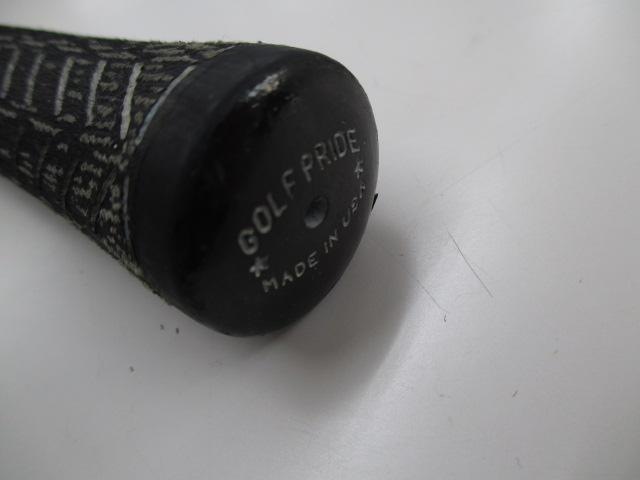 GOLF PRIDE
★ MADE IN USA ★